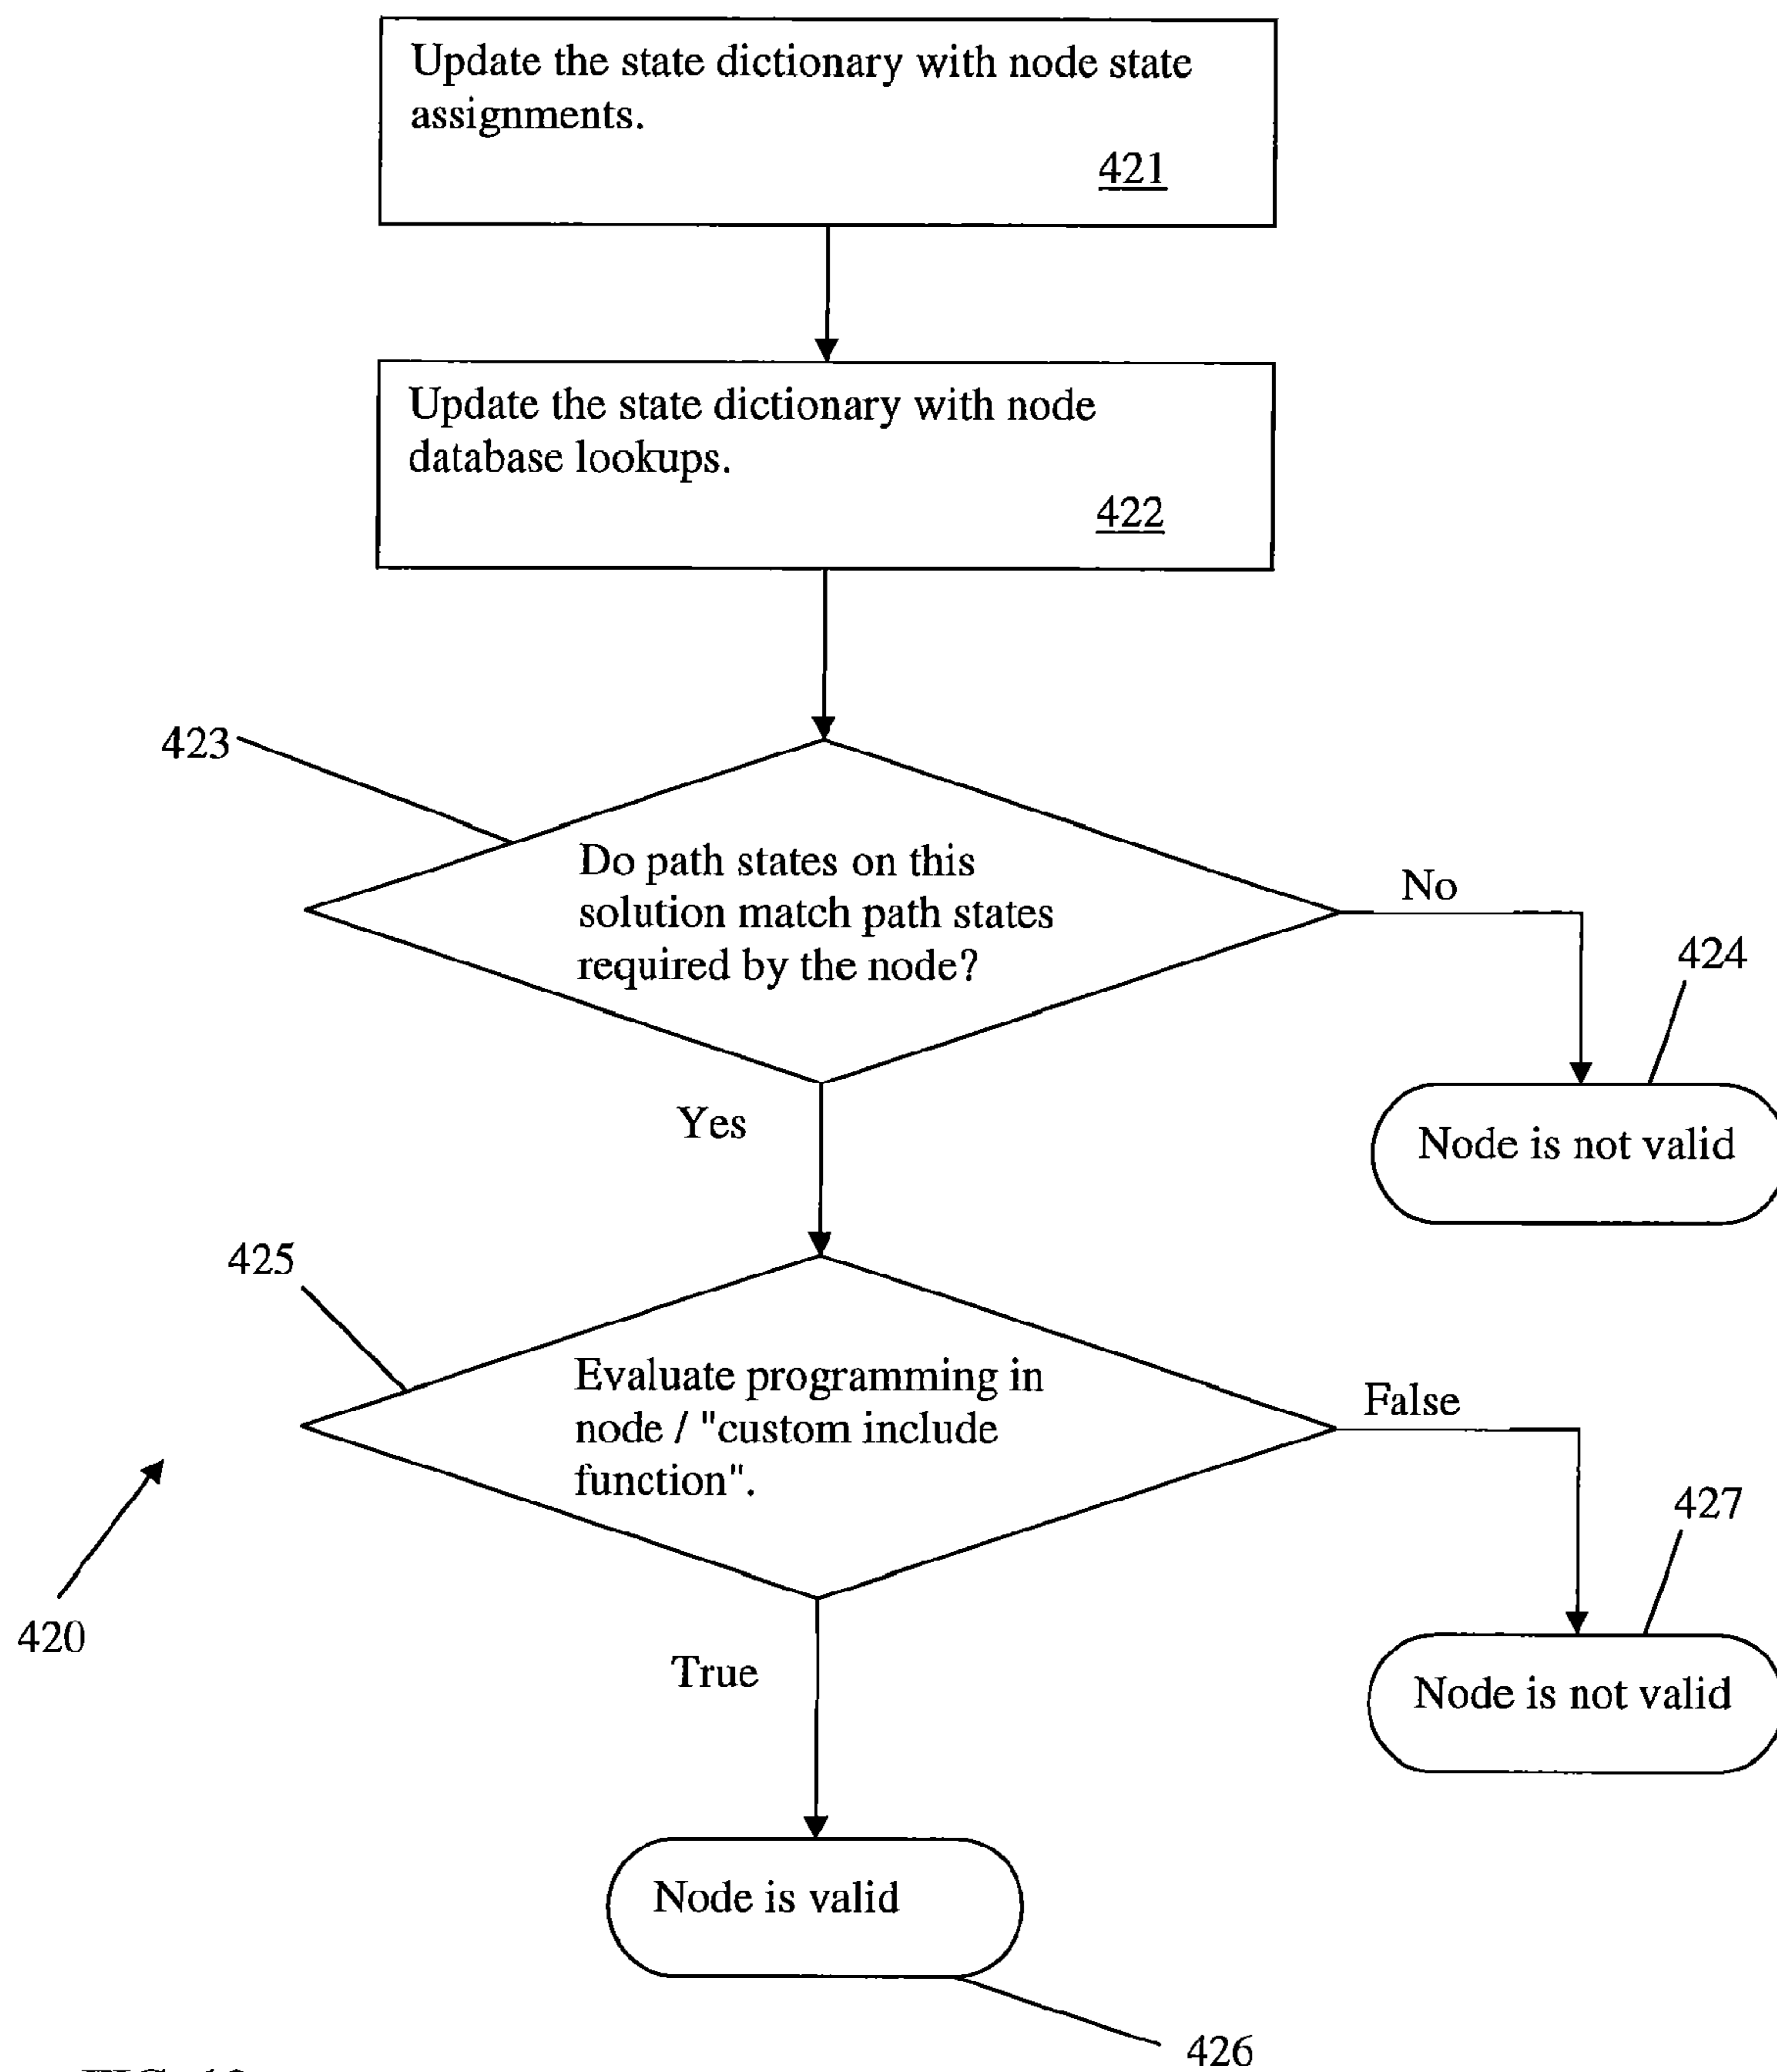 Update the state dictionary with node state
assignments.
421
Update the state dictionary with node
database lookups.
422
423
Do path states on this
solution match path states
required by the node?
No
424
Node is not valid
Yes
425
Evaluate programming in
node / "custom include
function".
False
427
Node is not valid
420
True
Node is valid
426